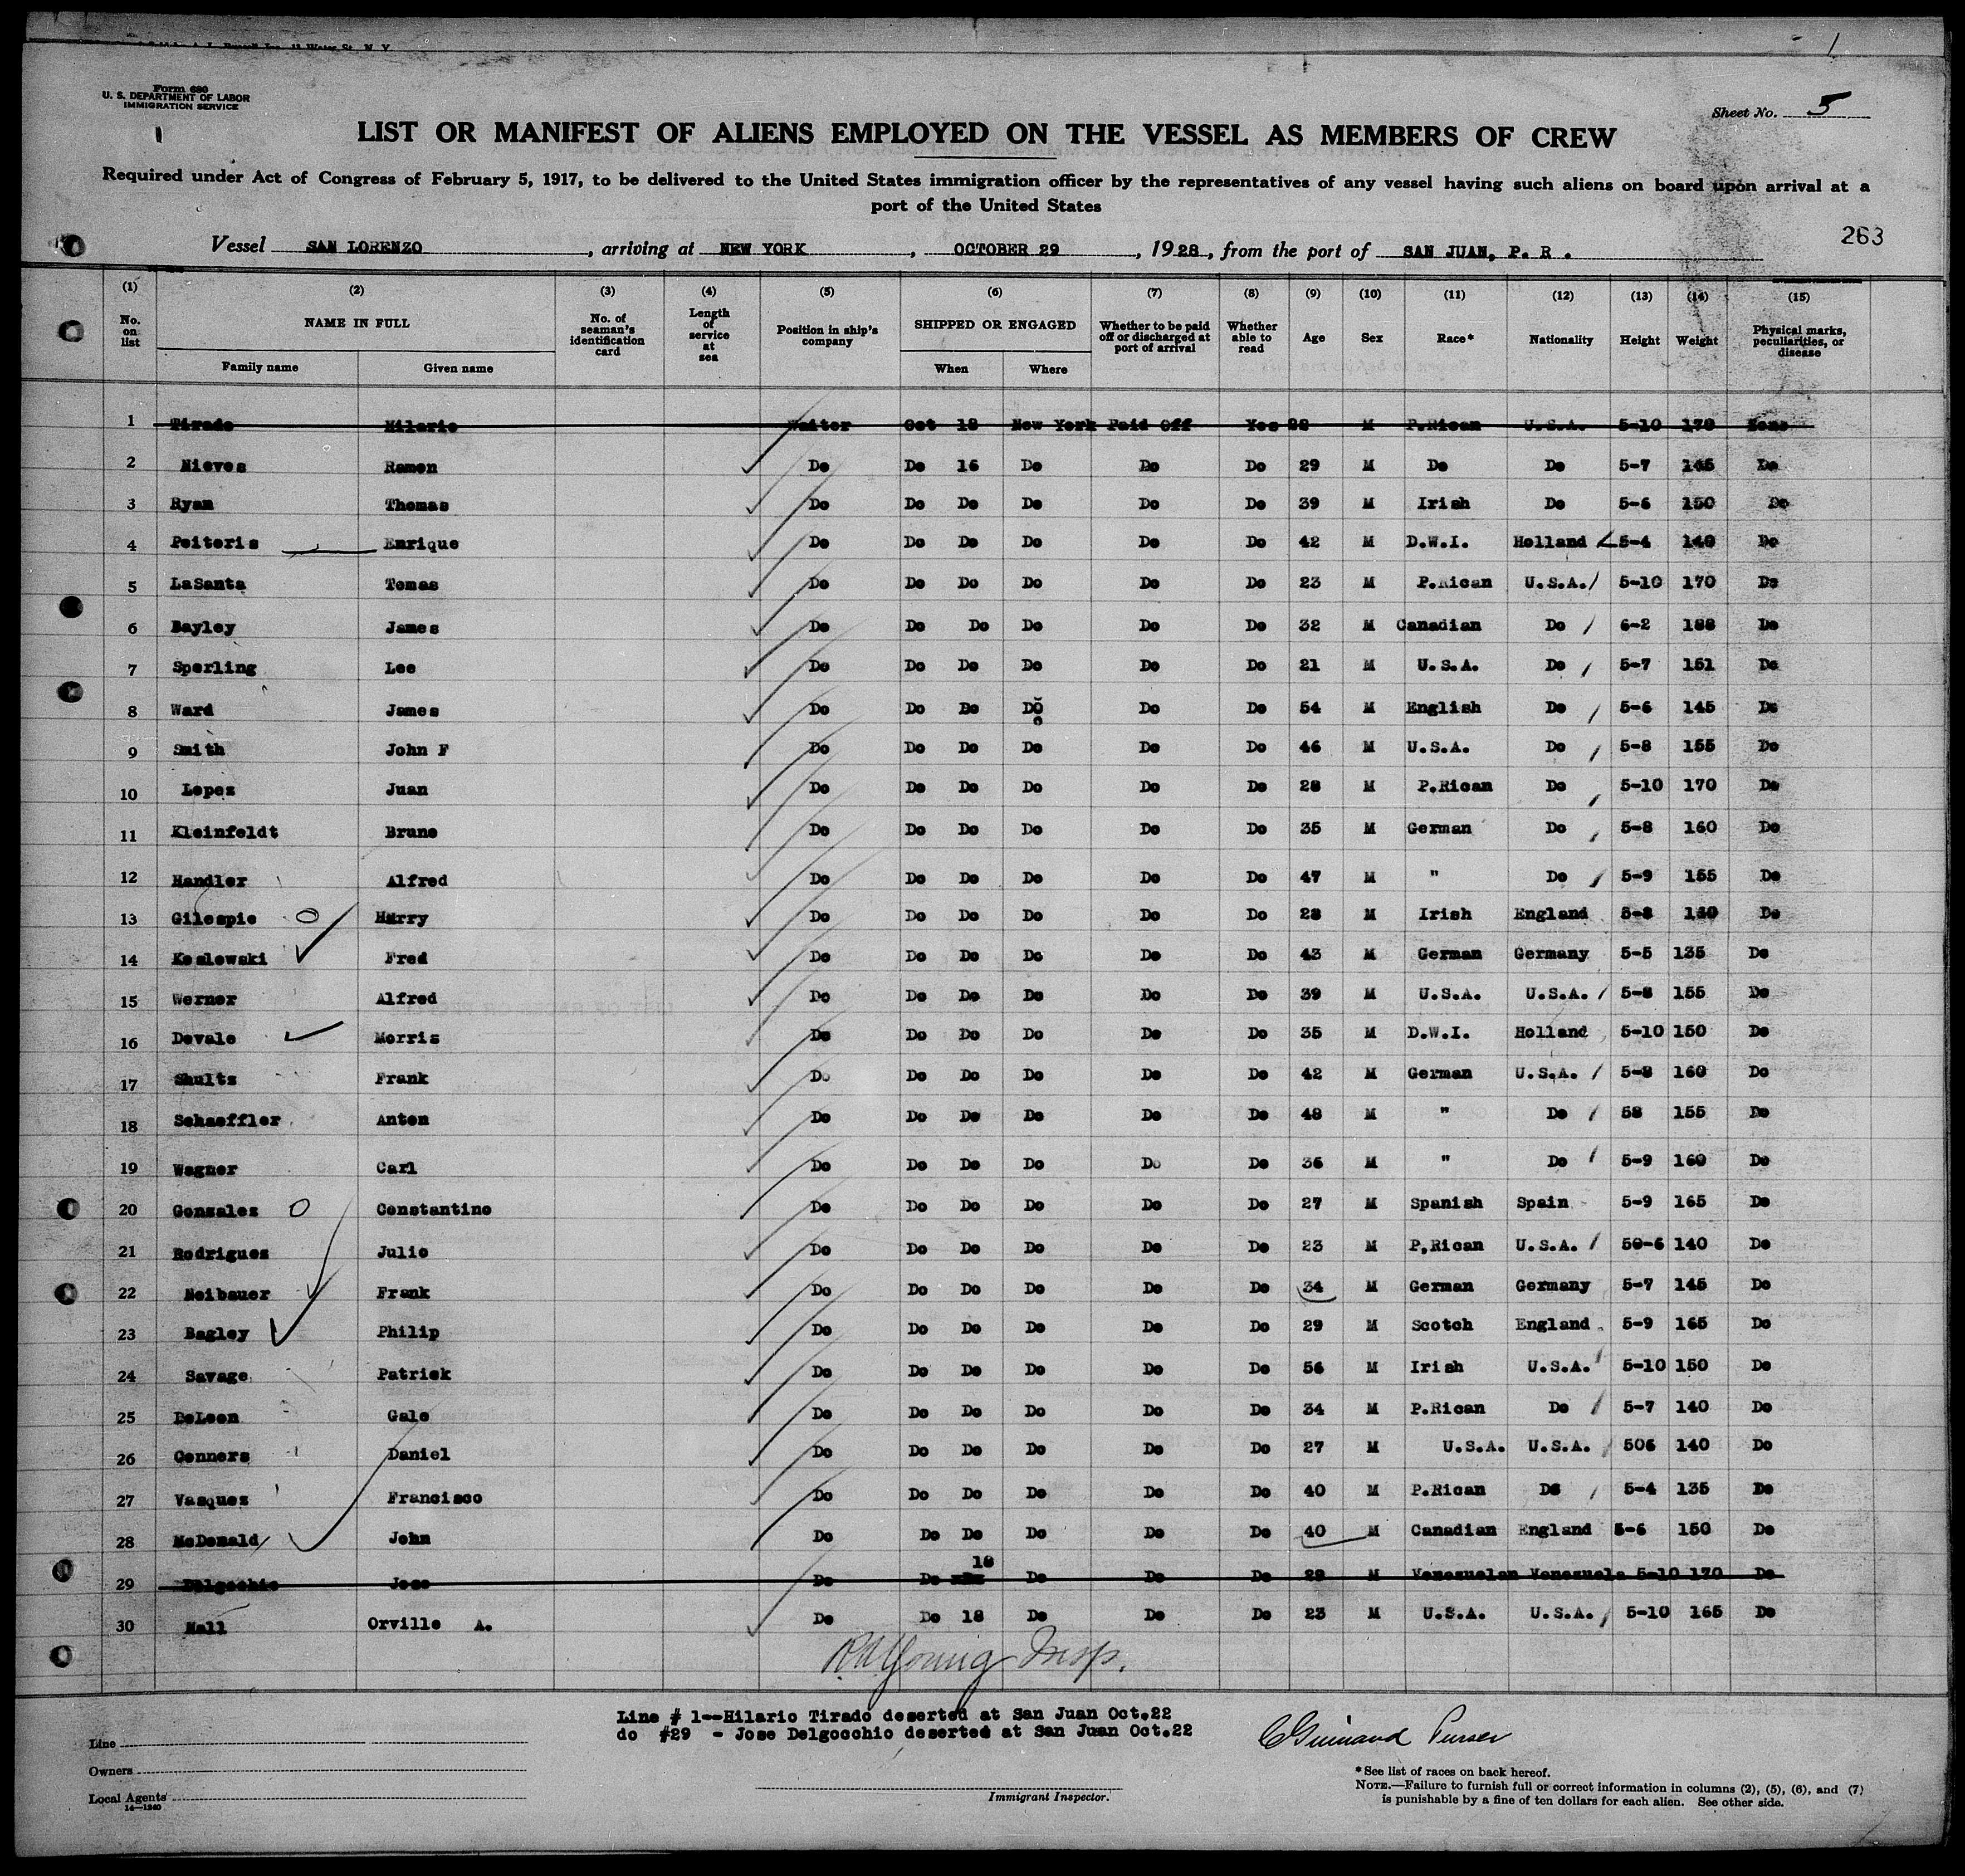 Form 680
U. S. DEPARTMENT OF LABOR
IMMIGRATION SERVICE
Sheet No. 5
LIST OR MANIFEST OF ALIENS EMPLOYED ON THE VESSEL AS MEMBERS OF CREW
Required under Act of Congress of February 5, 1917, to be delivered to the United States immigration officer by the representatives of any vessel having such aliens on board upon arrival at a
port of the United States
263
Vessel SAN LORENZO, arriving at NEW YORK, OCTOBER 29, 1928, from the port of SAN JUAN, P. R.
(1) (2) (3) (4) (5) (6) (7) (8) (9) (10) (11) (12) (13) (14) (15)
No. on list NAME IN FULL No. of seaman's identification card Length of service at sea Position in ship's company SHIPPED OR ENGAGED Whether to be paid off or discharged at port of arrival Whether able to read Age Sex Race* Nationality Height Weight Physical marks, peculiarities, or disease
Family name Given name When Where
1 Tirado Hilario Waiter Oct 18 New York Paid Off Yes 28 M P.Rican U.S.A. 5-10 170 None
2 Nieves Ramon Do Do 16 Do Do Do 29 M Do Do 5-7 145 Do
3 Ryan Thomas Do Do Do Do Do Do 39 M Irish Do 5-6 150 Do
4 Peiteris Enrique Do Do Do Do Do Do 42 M D.W.I. Holland 5-4 140 Do
5 LaSanta Tomas Do Do Do Do Do Do 23 M P.Rican U.S.A. 5-10 170 Do
6 Bayley James Do Do Do Do Do Do 32 M Canadian Do 6-2 188 Do
7 Sperling Lee Do Do Do Do Do Do 21 M U.S.A. Do 5-7 151 Do
8 Ward James Do Do Do Do Do Do 54 M English Do 5-6 145 Do
9 Smith John F Do Do Do Do Do Do 46 M U.S.A. Do 5-8 155 Do
10 Lopez Juan Do Do Do Do Do Do 28 M P.Rican Do 5-10 170 Do
11 Kleinfeldt Bruno Do Do Do Do Do Do 35 M German Do 5-8 160 Do
12 Handler Alfred Do Do Do Do Do Do 47 M " Do 5-9 155 Do
13 Gilespie Harry Do Do Do Do Do Do 28 M Irish England 5-8 140 Do
14 Koslowski Fred Do Do Do Do Do Do 43 M German Germany 5-5 135 Do
15 Werner Alfred Do Do Do Do Do Do 39 M U.S.A. U.S.A. 5-8 155 Do
16 Devale Morris Do Do Do Do Do Do 35 M D.W.I. Holland 5-10 150 Do
17 Shults Frank Do Do Do Do Do Do 42 M German U.S.A. 5-8 160 Do
18 Schaeffler Anton Do Do Do Do Do Do 48 M " Do 58 155 Do
19 Wagner Carl Do Do Do Do Do Do 36 M " Do 5-9 160 Do
20 Gonzales Constantino Do Do Do Do Do Do 27 M Spanish Spain 5-9 165 Do
21 Rodrigues Julio Do Do Do Do Do Do 23 M P,Rican U.S.A. 50-6 140 Do
22 Neibauer Frank Do Do Do Do Do Do 34 M German Germany 5-7 145 Do
23 Bagley Philip Do Do Do Do Do Do 29 M Scotch England 5-9 165 Do
24 Savage Patrick Do Do Do Do Do Do 56 M Irish U.S.A. 5-10 150 Do
25 DeLeon Gale Do Do Do Do Do Do 34 M P.Rican Do 5-7 140 Do
26 Conners Daniel Do Do Do Do Do Do 27 M U.S.A. U.S.A. 506 140 Do
27 Vasquez Francisco Do Do Do Do Do Do 40 M P.Rican Do 5-4 135 Do
28 McDonald John Do Do Do Do Do Do 40 M Canadian England 5-6 150 Do
29 Delgocchio Jose Do Do 18 Do Do Do 29 M Venezuelan Venezuela 5-10 170 Do
30 Hall Orville A. Do Do 18 Do Do Do 23 M U.S.A. U.S.A. 5-10 165 Do
Young Insp.
Line # 1--Hilario Tirado deserted at San Juan Oct.22
do #29 - Jose Delgocchio deserted at San Juan Oct.22
Purser
Line
Owners
Local Agents
14—1240
Immigrant Inspector.
* See list of races on back hereof.
NOTE.—Failure to furnish full or correct information in columns (2), (5), (6), and (7)
is punishable by a fine of ten dollars for each alien. See other side.